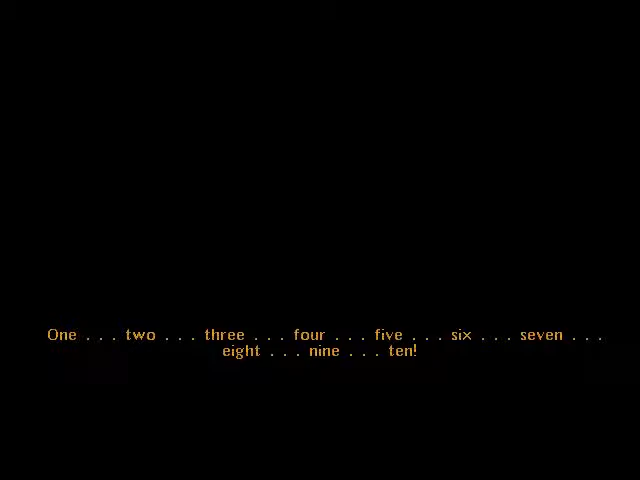 One . . . two . . . three . . . four . . . five . . . six . . . seven . . .
eight . . . nine . . . ten!